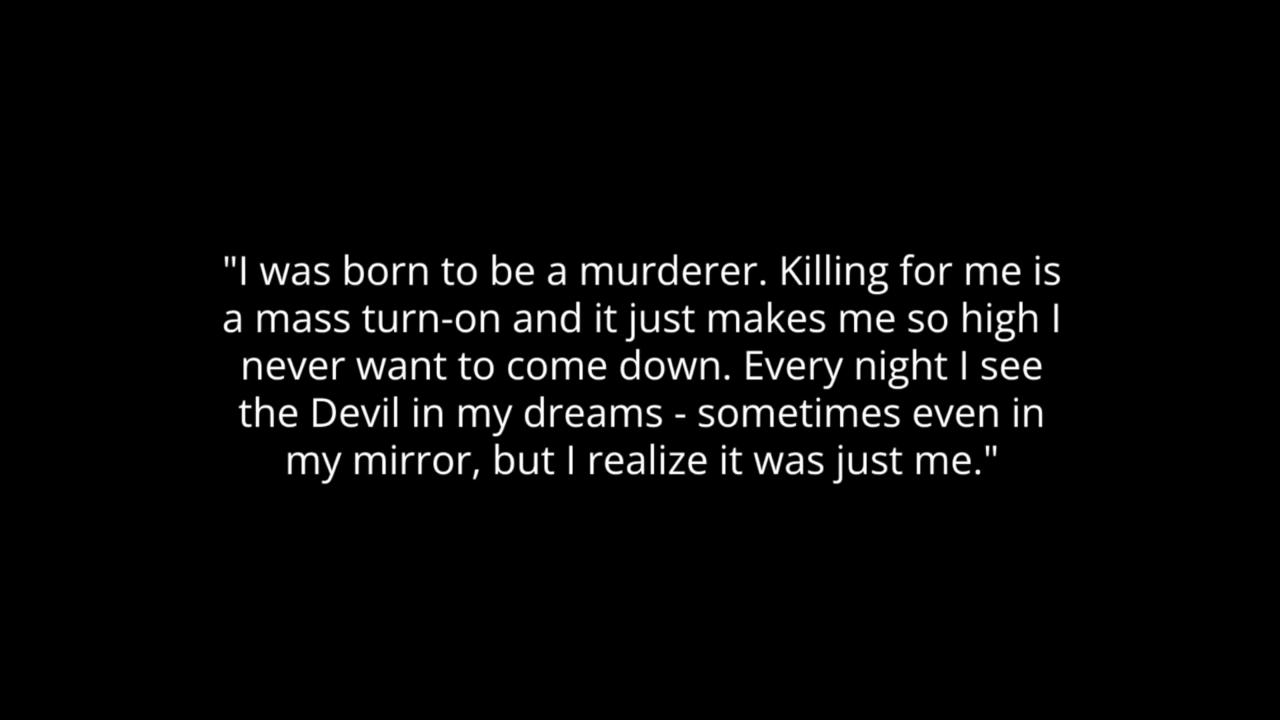 "I was born to be a murderer. Killing for me is
a mass turn-on and it just makes me so high I
never want to come down. Every night I see
the Devil in my dreams - sometimes even in
my mirror, but I realize it was just me."